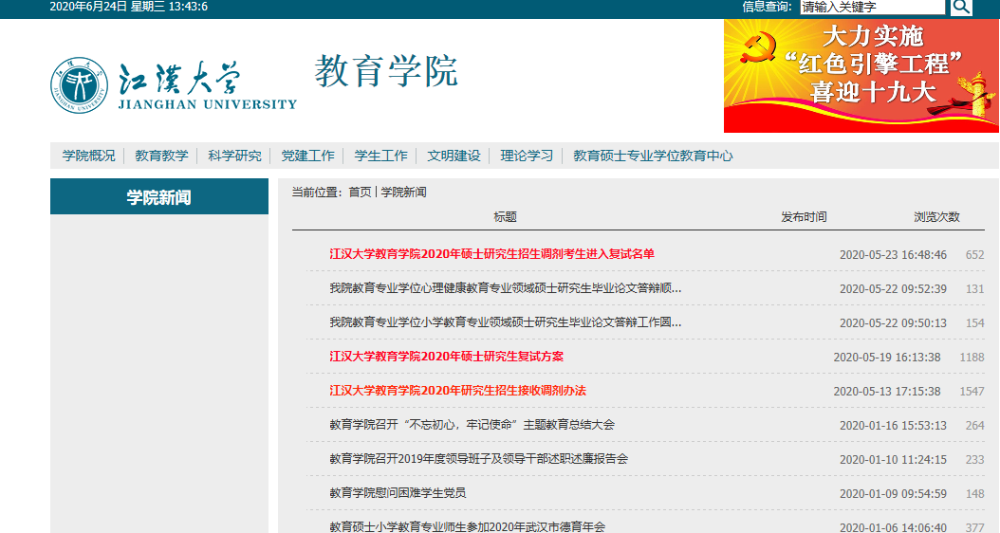 2020年6月24日 星期三 13:43:6
信息查询: 请输入关键字
江漢大学
JIANGHAN UNIVERSITY
教育学院
大力实施
“红色引擎工程”
喜迎十九大
学院概况 教育教学 科学研究 党建工作 学生工作 文明建设 理论学习 教育硕士专业学位教育中心
学院新闻
当前位置：首页 | 学院新闻
标题 发布时间 浏览次数
江汉大学教育学院2020年硕士研究生招生调剂考生进入复试名单 2020-05-23 16:48:46 652
我院教育专业学位心理健康教育专业领域硕士研究生毕业论文答辩顺... 2020-05-22 09:52:39 131
我院教育专业学位小学教育专业领域硕士研究生毕业论文答辩工作圆... 2020-05-22 09:50:13 154
江汉大学教育学院2020年硕士研究生复试方案 2020-05-19 16:13:38 1188
江汉大学教育学院2020年研究生招生接收调剂办法 2020-05-13 17:15:38 1547
教育学院召开“不忘初心，牢记使命”主题教育总结大会 2020-01-16 15:53:13 264
教育学院召开2019年度领导班子及领导干部述职述廉报告会 2020-01-10 11:24:15 233
教育学院慰问困难学生党员 2020-01-09 09:54:59 148
教育硕士小学教育专业师生参加2020年武汉市德育年会 2020-01-06 14:06:40 377